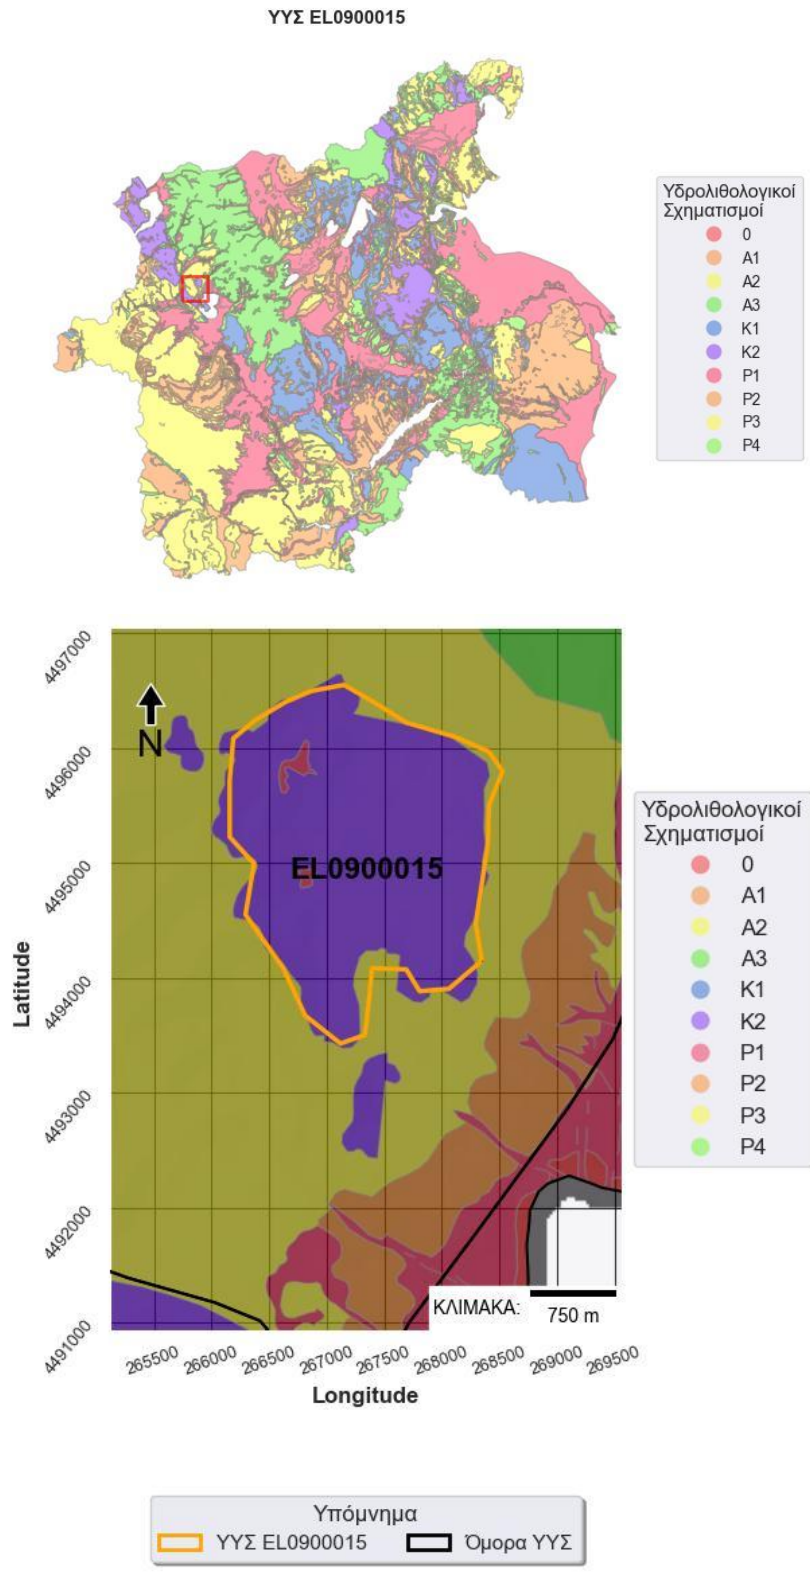 ΥΥΣ EL0900015
Υδρολιθολογικοί
Σχηματισμοί
0
A1
A2
A3
K1
K2
P1
P2
P3
P4
4497000
4496000
4495000
4494000
4493000
4492000
4491000
Latitude
N
EL0900015
ΚΛΙΜΑΚΑ:
750 m
Υδρολιθολογικοί
Σχηματισμοί
0
A1
A2
A3
K1
K2
P1
P2
P3
P4
265500 266000 266500 267000 267500 268000 268500 269000 269500
Longitude
Υπόμνημα
ΥΥΣ EL0900015 Όμορα ΥΥΣ